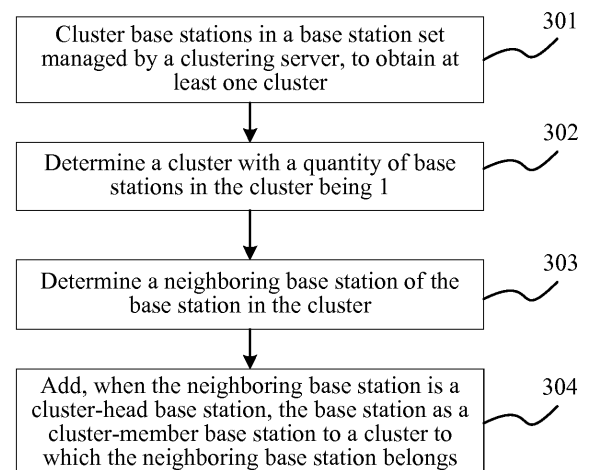 301
Cluster base stations in a base station set
managed by a clustering server, to obtain at
least one cluster
302
Determine a cluster with a quantity of base
stations in the cluster being 1
303
Determine a neighboring base station of the
base station in the cluster
304
Add, when the neighboring base station is a
cluster-head base station, the base station as a
cluster-member base station to a cluster to
which the neighboring base station belongs